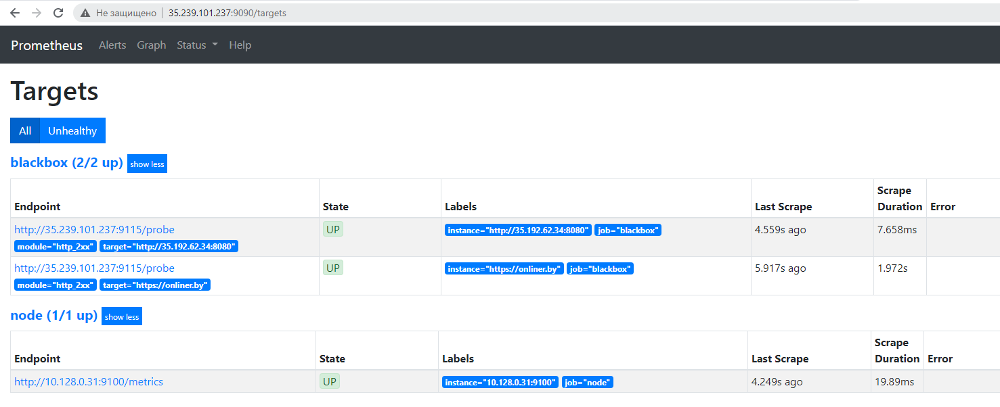 Не защищено | 35.239.101.237:9090/targets
Prometheus Alerts Graph Status Help
Targets
All Unhealthy
blackbox (2/2 up) show less
Endpoint State Labels Last Scrape Scrape Duration Error
http://35.239.101.237:9115/probe UP instance="http://35.192.62.34:8080" job="blackbox" 4.559s ago 7.658ms
module="http_2xx" target="http://35.192.62.34:8080"
http://35.239.101.237:9115/probe UP instance="https://onliner.by" job="blackbox" 5.917s ago 1.972s
module="http_2xx" target="https://onliner.by"
node (1/1 up) show less
Endpoint State Labels Last Scrape Scrape Duration Error
http://10.128.0.31:9100/metrics UP instance="10.128.0.31:9100" job="node" 4.249s ago 19.89ms